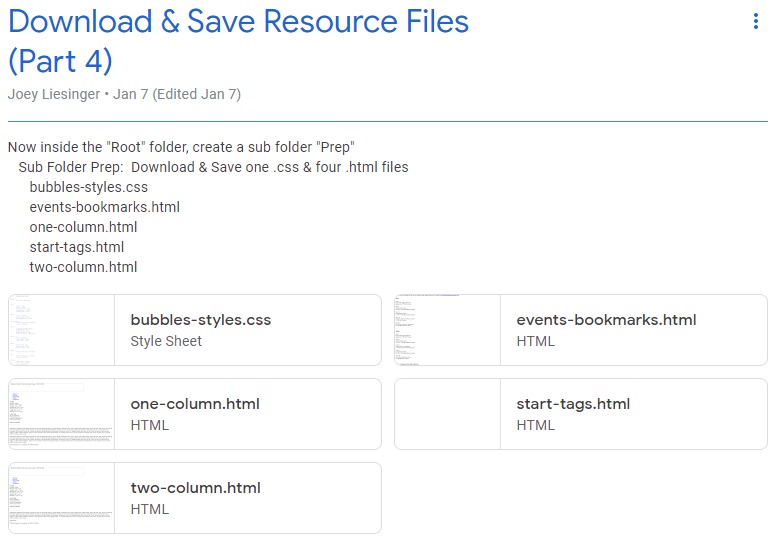 Download & Save Resource Files
(Part 4)
Joey Liesinger • Jan 7 (Edited Jan 7)
Now inside the "Root" folder, create a sub folder "Prep"
Sub Folder Prep:  Download & Save one .css & four .html files
bubbles-styles.css
events-bookmarks.html
one-column.html
start-tags.html
two-column.html
bubbles-styles.css
Style Sheet
events-bookmarks.html
HTML
one-column.html
HTML
start-tags.html
HTML
two-column.html
HTML